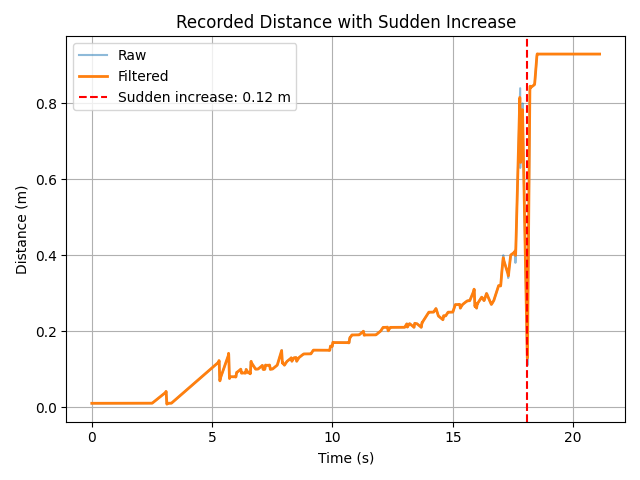 Recorded Distance with Sudden Increase
Raw
Filtered
Sudden increase: 0.12 m
Distance (m)
0.8
0.6
0.4
0.2
0.0
0 5 10 15 20
Time (s)